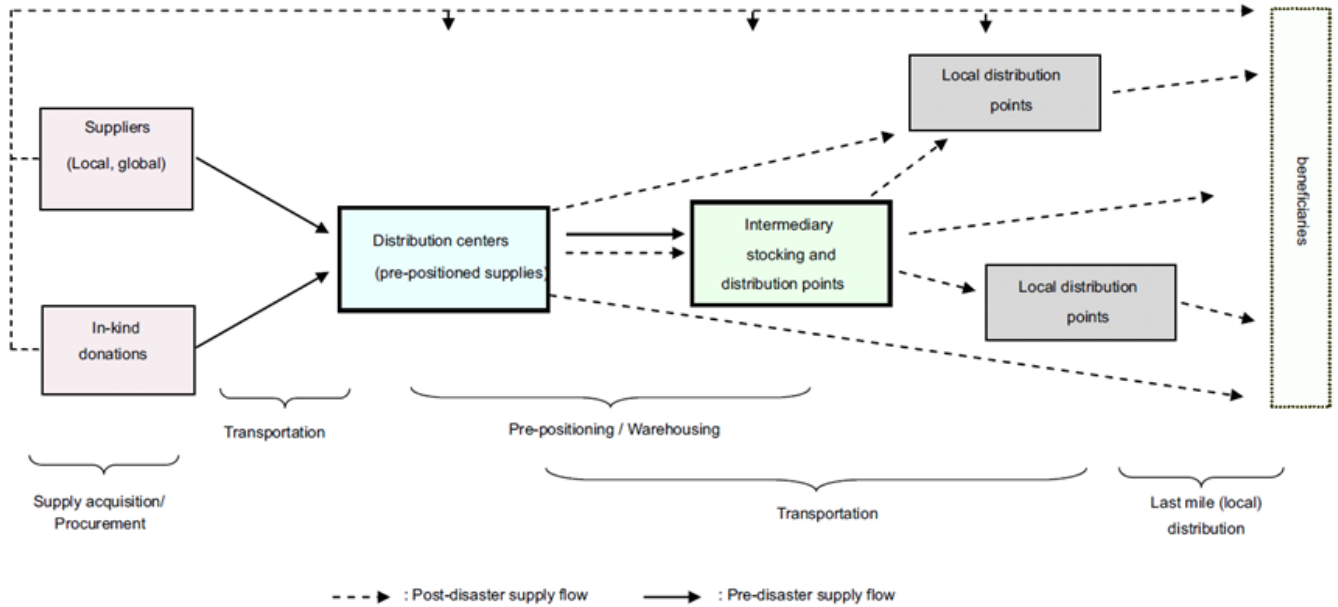 Suppliers
(Local, global)
In-kind
donations
Distribution centers
(pre-positioned supplies)
Intermediary
stocking and
distribution points
Local distribution
points
Local distribution
points
beneficiaries
Transportation
Pre-positioning / Warehousing
Supply acquisition/
Procurement
Transportation
Last mile (local)
distribution
: Post-disaster supply flow
: Pre-disaster supply flow